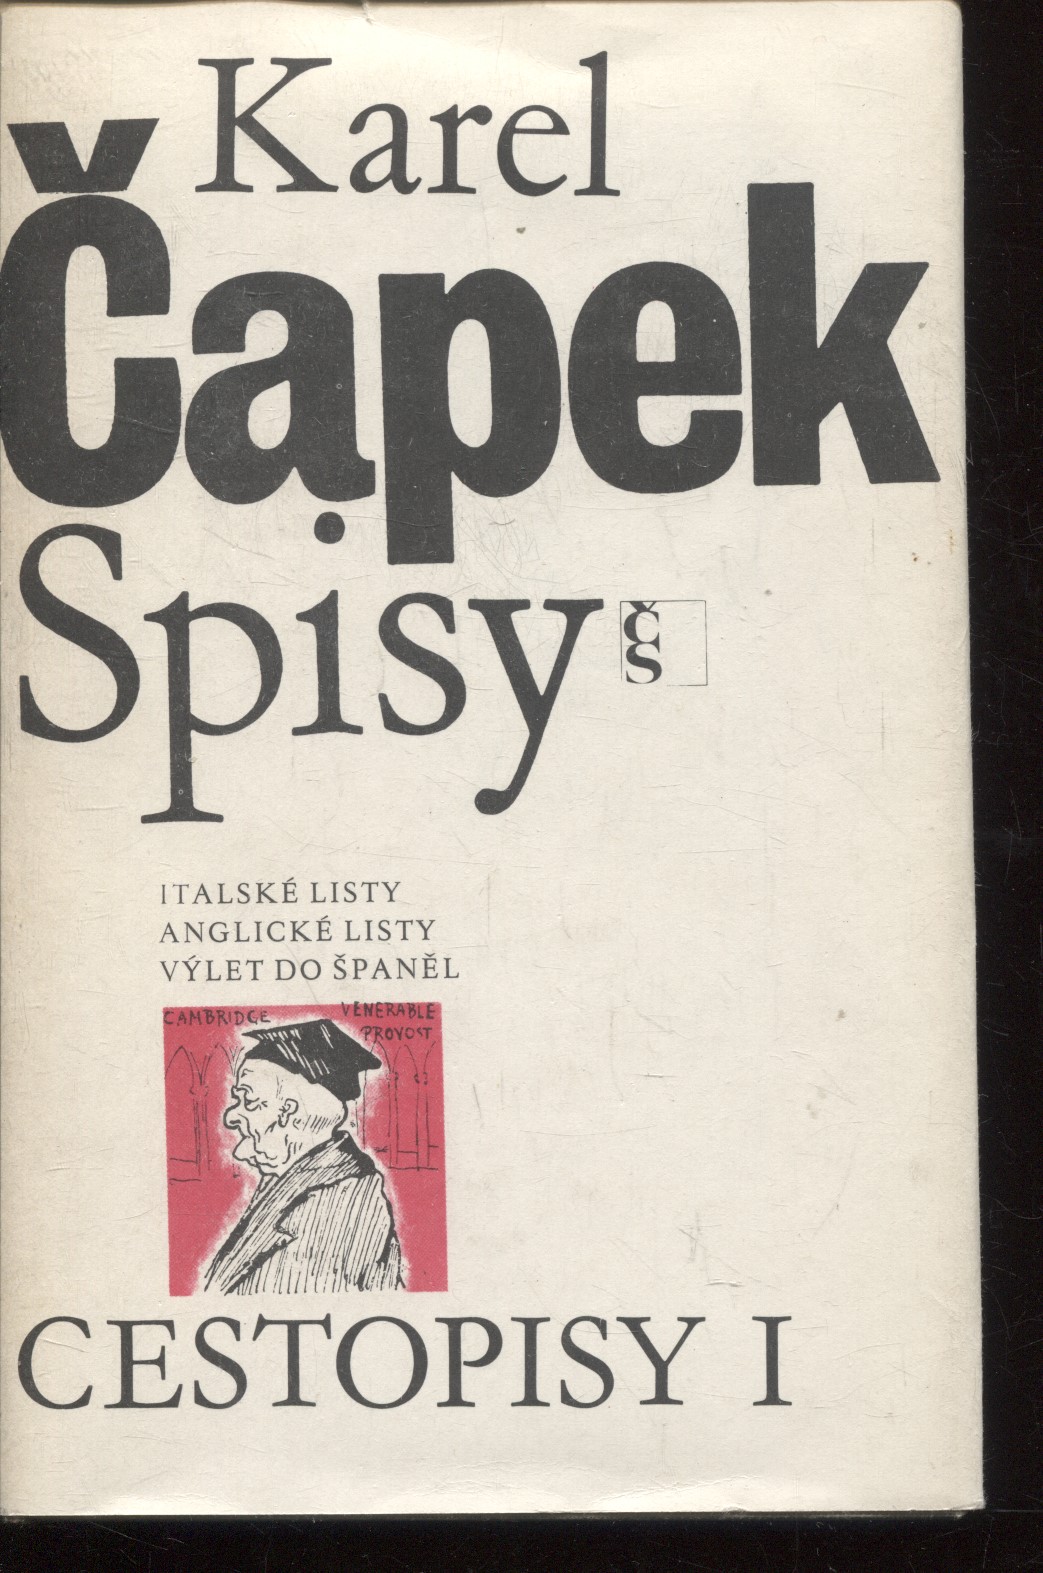 Karel
Čapek
Spisy
čs
ITALSKÉ LISTY
ANGLICKÉ LISTY
VÝLET DO ŠPANĚL
CAMBRIDGE
VENERABLE
PROVOST
CESTOPISY I